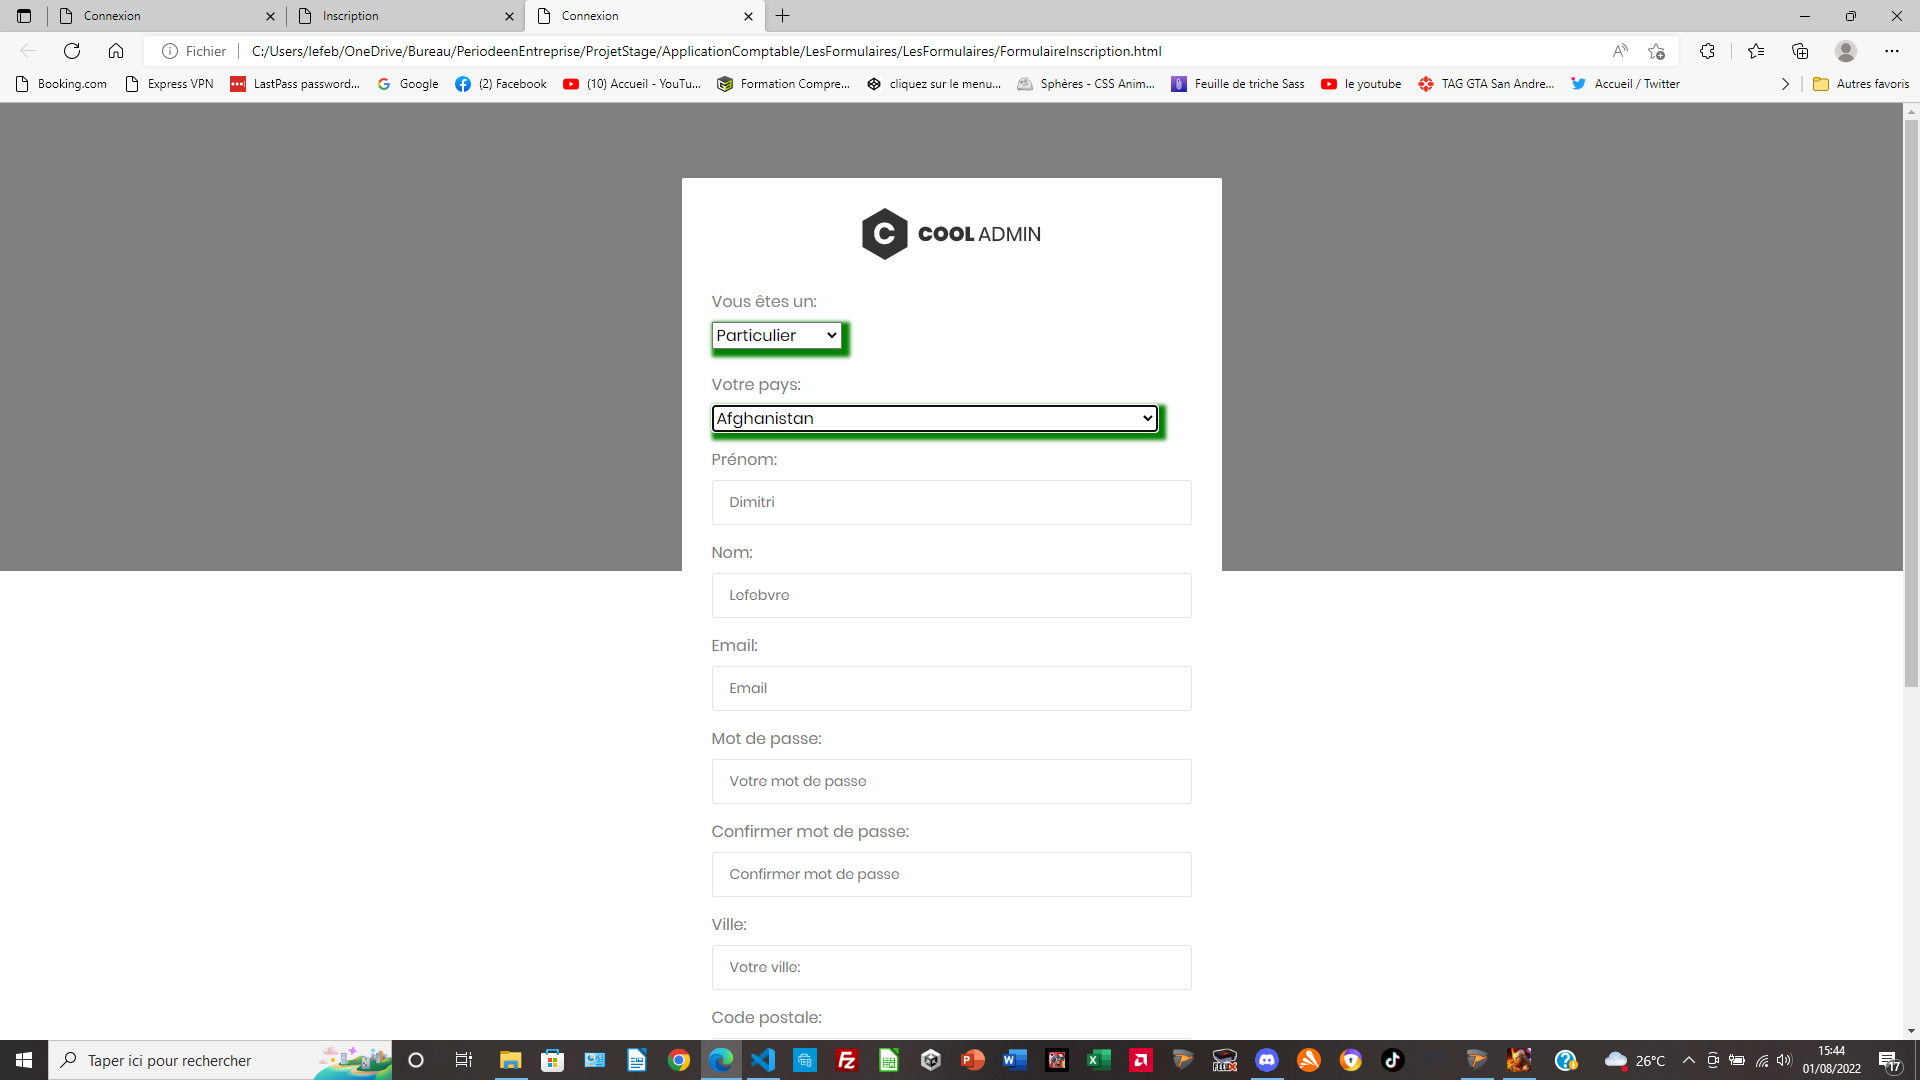 Connexion
Inscription
Connexion
Fichier
C:/Users/lefeb/OneDrive/Bureau/PeriodeenEntreprise/ProjetStage/ApplicationComptable/LesFormulaires/LesFormulaires/FormulaireInscription.html
Booking.com
Express VPN
LastPass password...
Google
(2) Facebook
(10) Accueil - YouTu...
Formation Compre...
cliquez sur le menu...
Sphères - CSS Anim...
Feuille de triche Sass
le youtube
TAG GTA San Andre...
Accueil / Twitter
Autres favoris
C COOL ADMIN
Vous êtes un:
Particulier
Votre pays:
Afghanistan
Prénom:
Dimitri
Nom:
Lefebvre
Email:
Email
Mot de passe:
Votre mot de passe
Confirmer mot de passe:
Confirmer mot de passe
Ville:
Votre ville:
Code postale:
Taper ici pour rechercher
26°C
15:44
01/08/2022
17